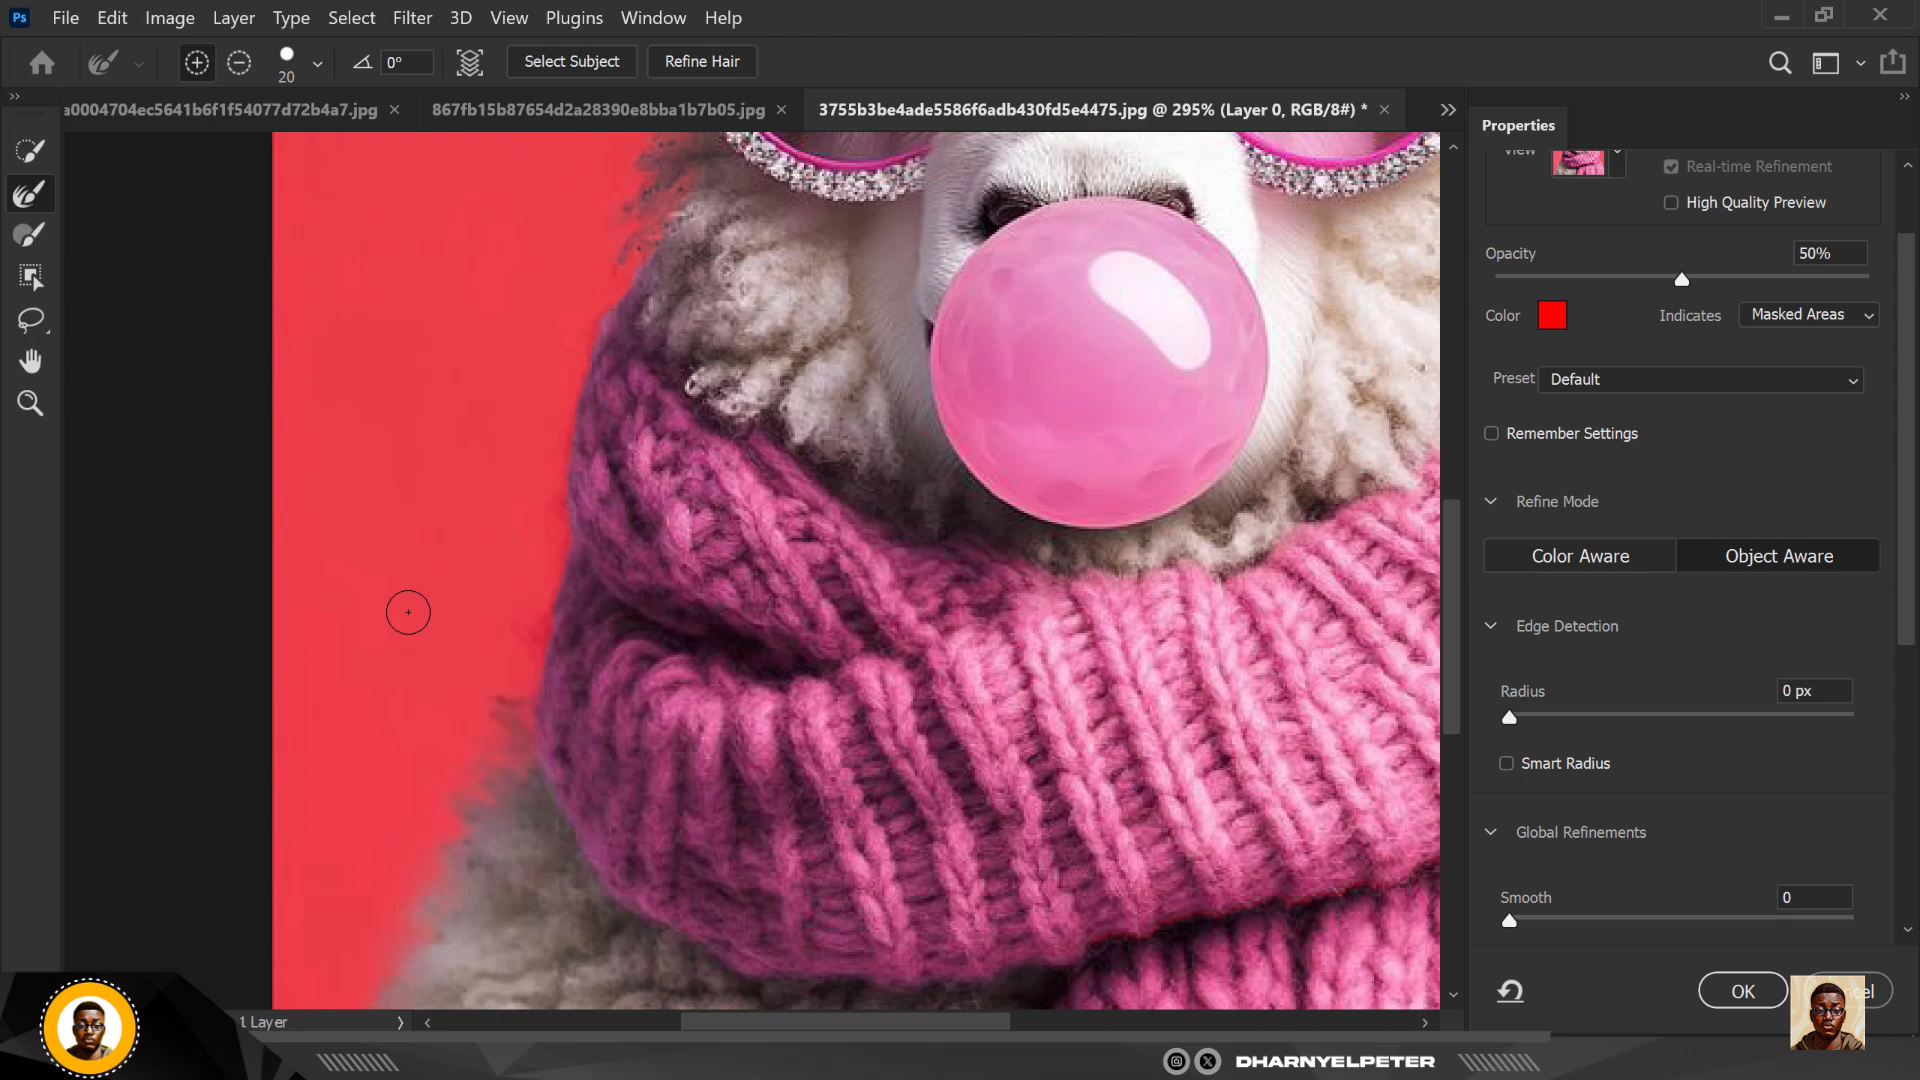 Ps File Edit Image Layer Type Select Filter 3D View Plugins Window Help
20 0° Select Subject Refine Hair
a0004704ec5641b6f1f54077d72b4a7.jpg × 867fb15b87654d2a28390e8bba1b7b05.jpg × 3755b3be4ade5586f6adb430fd5e4475.jpg @ 295% (Layer 0, RGB/8#) * ×
Properties
View Real-time Refinement
High Quality Preview
Opacity 50%
Color Indicates Masked Areas
Preset Default
Remember Settings
Refine Mode
Color Aware Object Aware
Edge Detection
Radius 0 px
Smart Radius
Global Refinements
Smooth 0
OK
1 Layer
DHARNYELPETER